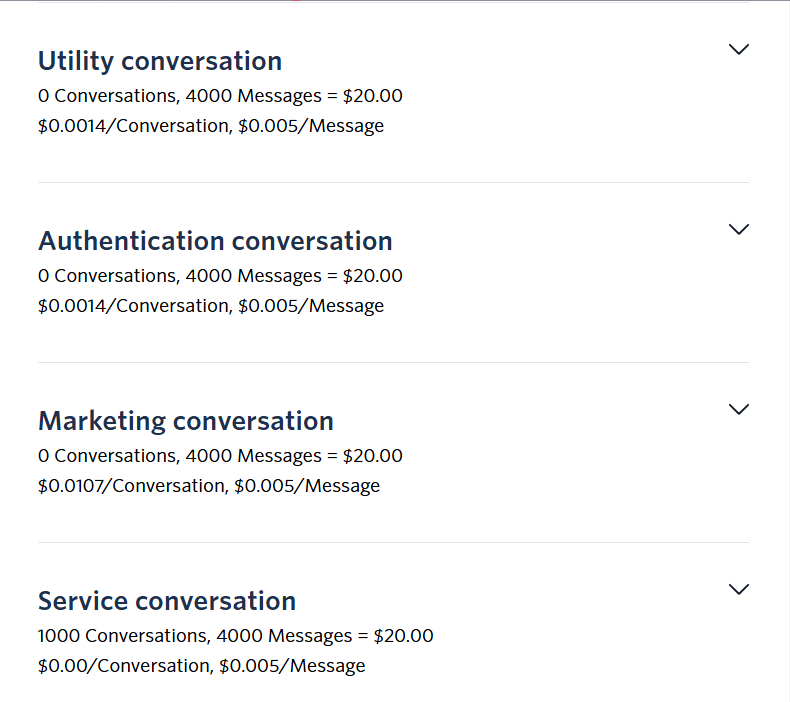 Utility conversation
0 Conversations, 4000 Messages = $20.00
$0.0014/Conversation, $0.005/Message
Authentication conversation
0 Conversations, 4000 Messages = $20.00
$0.0014/Conversation, $0.005/Message
Marketing conversation
0 Conversations, 4000 Messages = $20.00
$0.0107/Conversation, $0.005/Message
Service conversation
1000 Conversations, 4000 Messages = $20.00
$0.00/Conversation, $0.005/Message